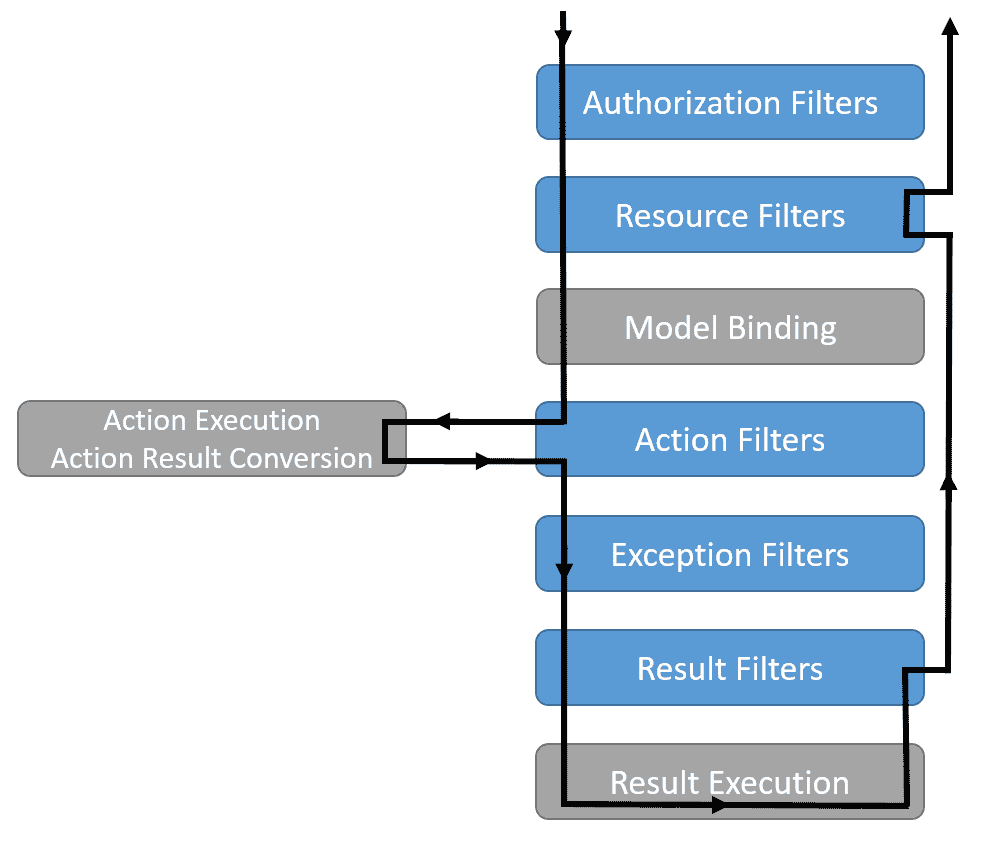 Authorization Filters
Resource Filters
Model Binding
Action Execution
Action Result Conversion
Action Filters
Exception Filters
Result Filters
Result Execution